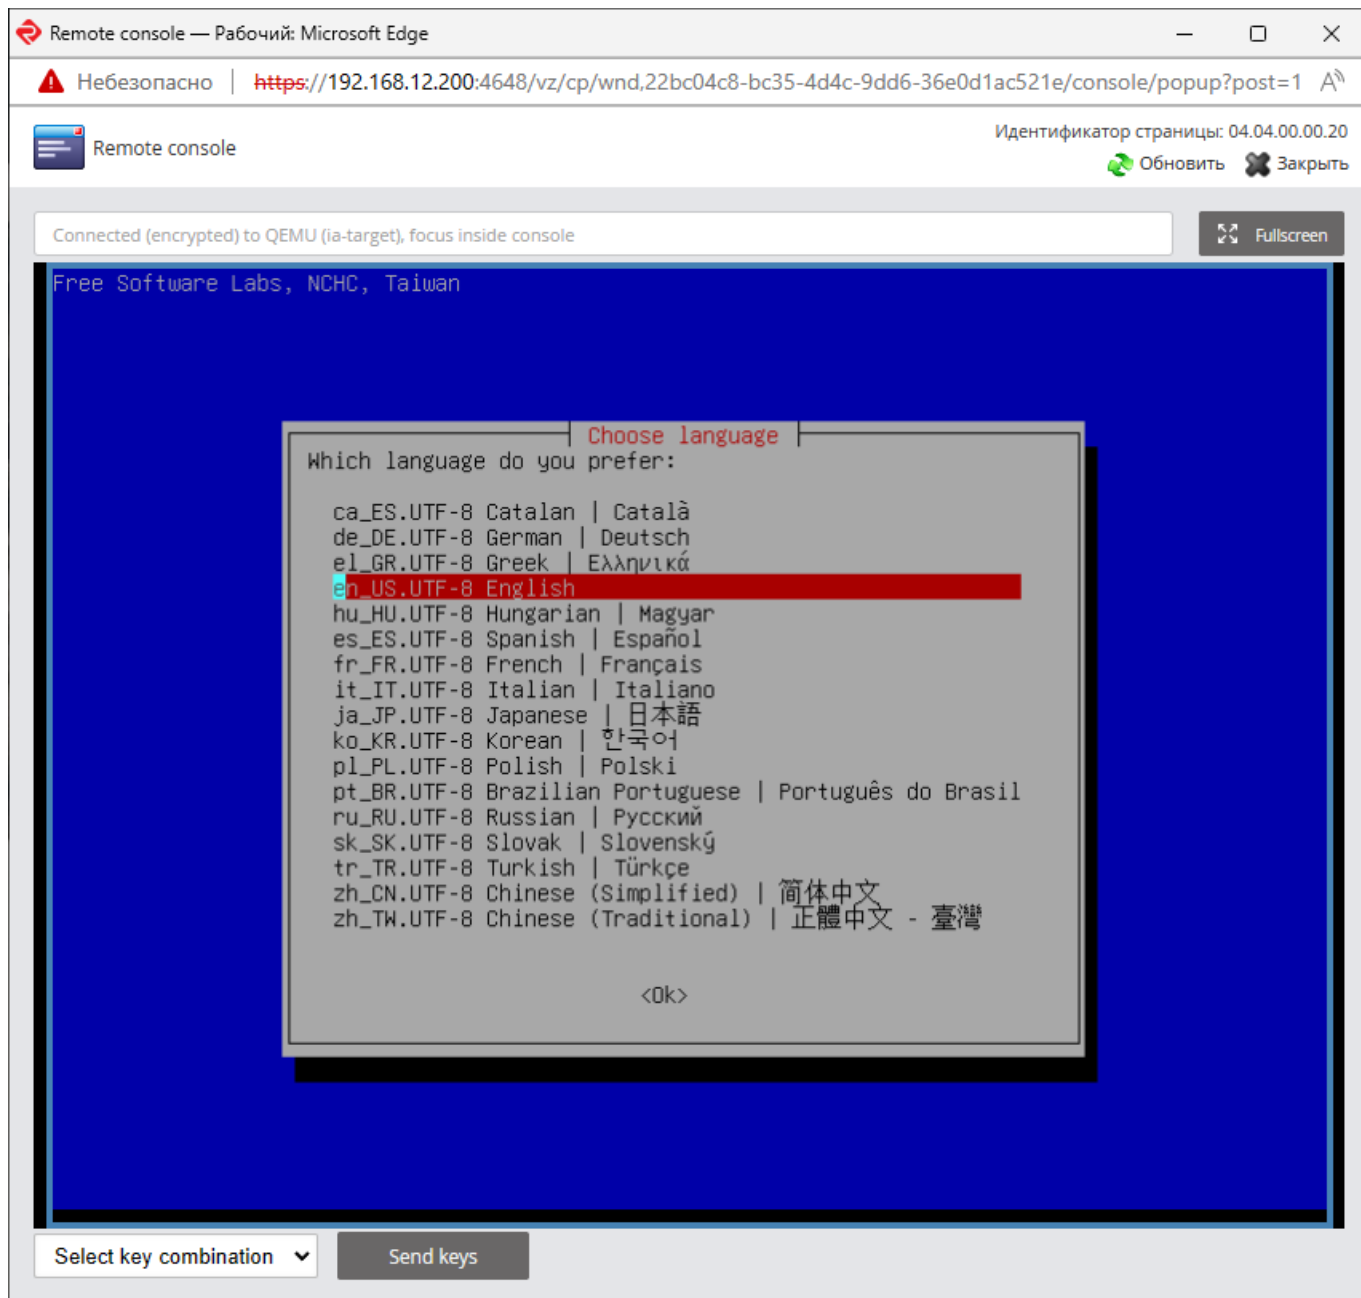 Remote console — Рабочий: Microsoft Edge
Небезопасно https://192.168.12.200:4648/vz/cp/wnd,22bc04c8-bc35-4d4c-9dd6-36e0d1ac521e/console/popup?post=1
Remote console
Идентификатор страницы: 04.04.00.00.20
Обновить Закрыть
Connected (encrypted) to QEMU (ia-target), focus inside console
Fullscreen
Free Software Labs, NCHC, Taiwan
Choose language
Which language do you prefer:
ca_ES.UTF-8 Catalan | Català
de_DE.UTF-8 German | Deutsch
el_GR.UTF-8 Greek | Ελληνικά
en_US.UTF-8 English
hu_HU.UTF-8 Hungarian | Magyar
es_ES.UTF-8 Spanish | Español
fr_FR.UTF-8 French | Français
it_IT.UTF-8 Italian | Italiano
ja_JP.UTF-8 Japanese | 日本語
ko_KR.UTF-8 Korean | 한국어
pl_PL.UTF-8 Polish | Polski
pt_BR.UTF-8 Brazilian Portuguese | Português do Brasil
ru_RU.UTF-8 Russian | Русский
sk_SK.UTF-8 Slovak | Slovenský
tr_TR.UTF-8 Turkish | Türkçe
zh_CN.UTF-8 Chinese (Simplified) | 简体中文
zh_TW.UTF-8 Chinese (Traditional) | 正體中文 - 臺灣
<Ok>
Select key combination
Send keys